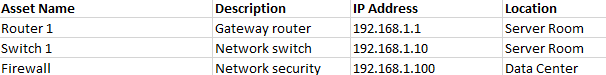 Asset Name Description IP Address Location
Router 1 Gateway router 192.168.1.1 Server Room
Switch 1 Network switch 192.168.1.10 Server Room
Firewall Network security 192.168.1.100 Data Center